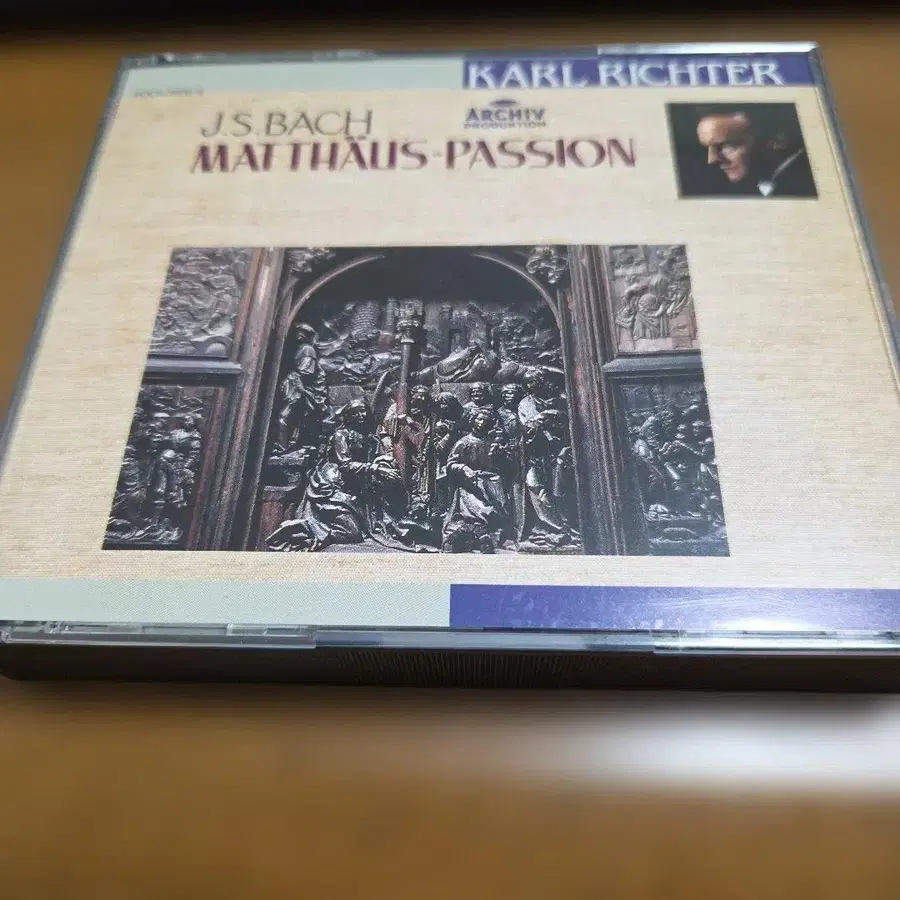 KARL RICHTER
J.S. BACH
ARCHIV
PRODUKTION
MATTHÄUS-PASSION